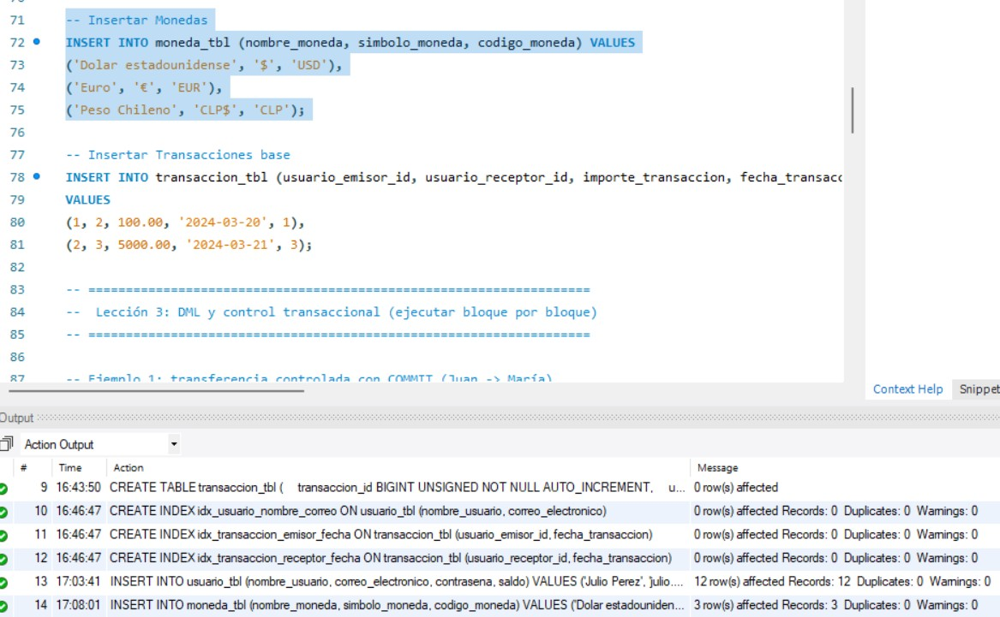 71 -- Insertar Monedas
72 INSERT INTO moneda_tbl (nombre_moneda, simbolo_moneda, codigo_moneda) VALUES
73 ('Dolar estadounidense', '$', 'USD'),
74 ('Euro', '€', 'EUR'),
75 ('Peso Chileno', 'CLP$', 'CLP');
76
77 -- Insertar Transacciones base
78 INSERT INTO transaccion_tbl (usuario_emisor_id, usuario_receptor_id, importe_transaccion, fecha_transacc
79 VALUES
80 (1, 2, 100.00, '2024-03-20', 1),
81 (2, 3, 5000.00, '2024-03-21', 3);
82
83 -- ====================================================================
84 --  Lección 3: DML y control transaccional (ejecutar bloque por bloque)
85 -- ====================================================================
86
87 -- Ejemplo 1: transferencia controlada con COMMIT (Juan -> María)
Context Help Snippet
Output
Action Output
# Time Action Message
9 16:43:50 CREATE TABLE transaccion_tbl ( transaccion_id BIGINT UNSIGNED NOT NULL AUTO_INCREMENT, u... 0 row(s) affected
10 16:46:47 CREATE INDEX idx_usuario_nombre_correo ON usuario_tbl (nombre_usuario, correo_electronico) 0 row(s) affected Records: 0 Duplicates: 0 Warnings: 0
11 16:46:47 CREATE INDEX idx_transaccion_emisor_fecha ON transaccion_tbl (usuario_emisor_id, fecha_transaccion) 0 row(s) affected Records: 0 Duplicates: 0 Warnings: 0
12 16:46:47 CREATE INDEX idx_transaccion_receptor_fecha ON transaccion_tbl (usuario_receptor_id, fecha_transaccion) 0 row(s) affected Records: 0 Duplicates: 0 Warnings: 0
13 17:03:41 INSERT INTO usuario_tbl (nombre_usuario, correo_electronico, contrasena, saldo) VALUES ('Julio Perez', 'julio.... 12 row(s) affected Records: 12 Duplicates: 0 Warnings: 0
14 17:08:01 INSERT INTO moneda_tbl (nombre_moneda, simbolo_moneda, codigo_moneda) VALUES ('Dolar estadouniden... 3 row(s) affected Records: 3 Duplicates: 0 Warnings: 0